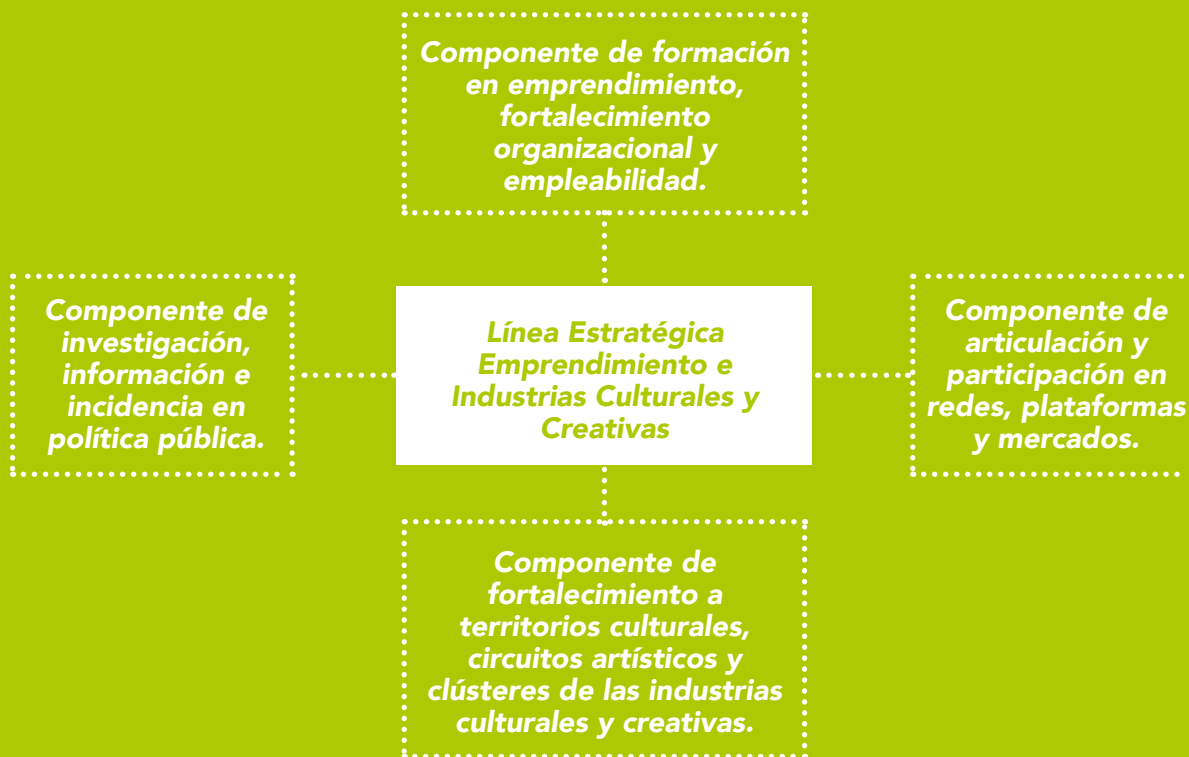 Componente de formación
en emprendimiento,
fortalecimiento
organizacional y
empleabilidad.
Componente de
investigación,
información e
incidencia en
política pública.
Línea Estratégica
Emprendimiento e
Industrias Culturales y
Creativas
Componente de
articulación y
participación en
redes, plataformas
y mercados.
Componente de
fortalecimiento a
territorios culturales,
circuitos artísticos y
clústeres de las industrias
culturales y creativas.